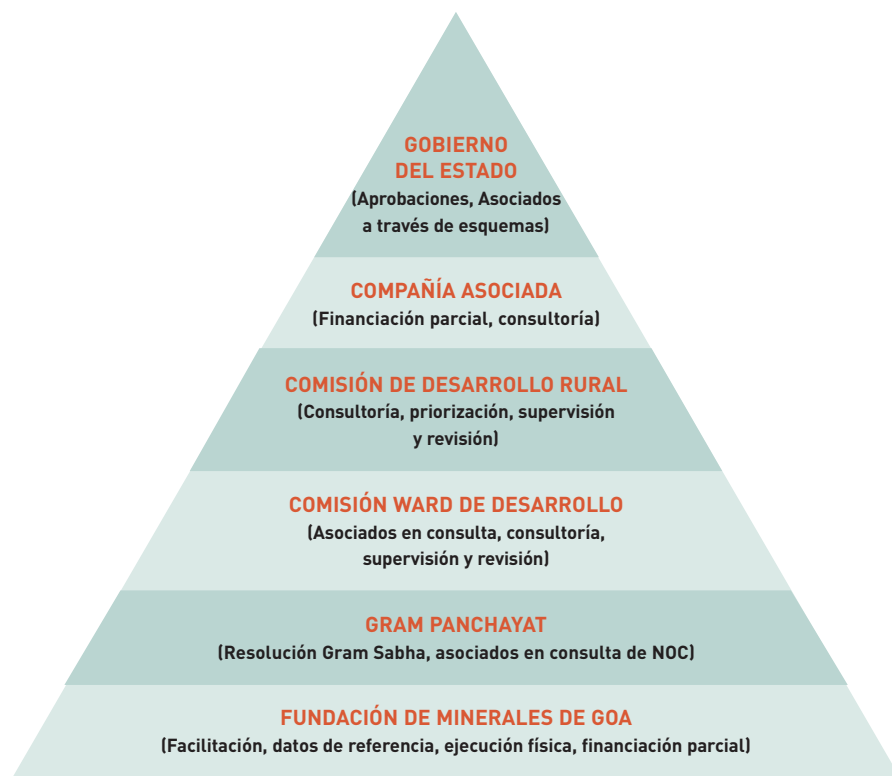 GOBIERNO
DEL ESTADO
(Aprobaciones, Asociados
a través de esquemas)
COMPAÑÍA ASOCIADA
(Financiación parcial, consultoría)
COMISIÓN DE DESARROLLO RURAL
(Consultoría, priorización, supervisión
y revisión)
COMISIÓN WARD DE DESARROLLO
(Asociados en consulta, consultoría,
supervisión y revisión)
GRAM PANCHAYAT
(Resolución Gram Sabha, asociados en consulta de NOC)
FUNDACIÓN DE MINERALES DE GOA
(Facilitación, datos de referencia, ejecución física, financiación parcial)